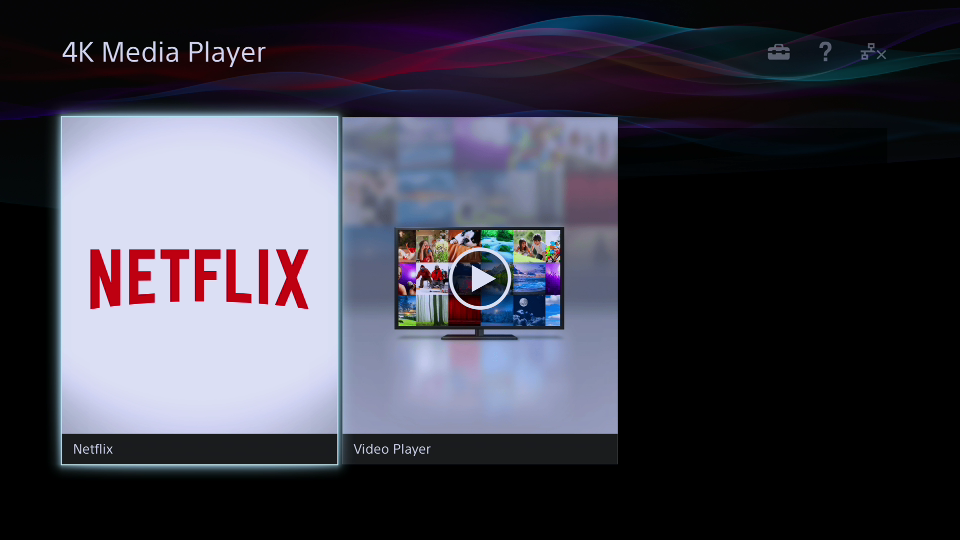 4K Media Player
?
NETFLIX
Netflix
Video Player